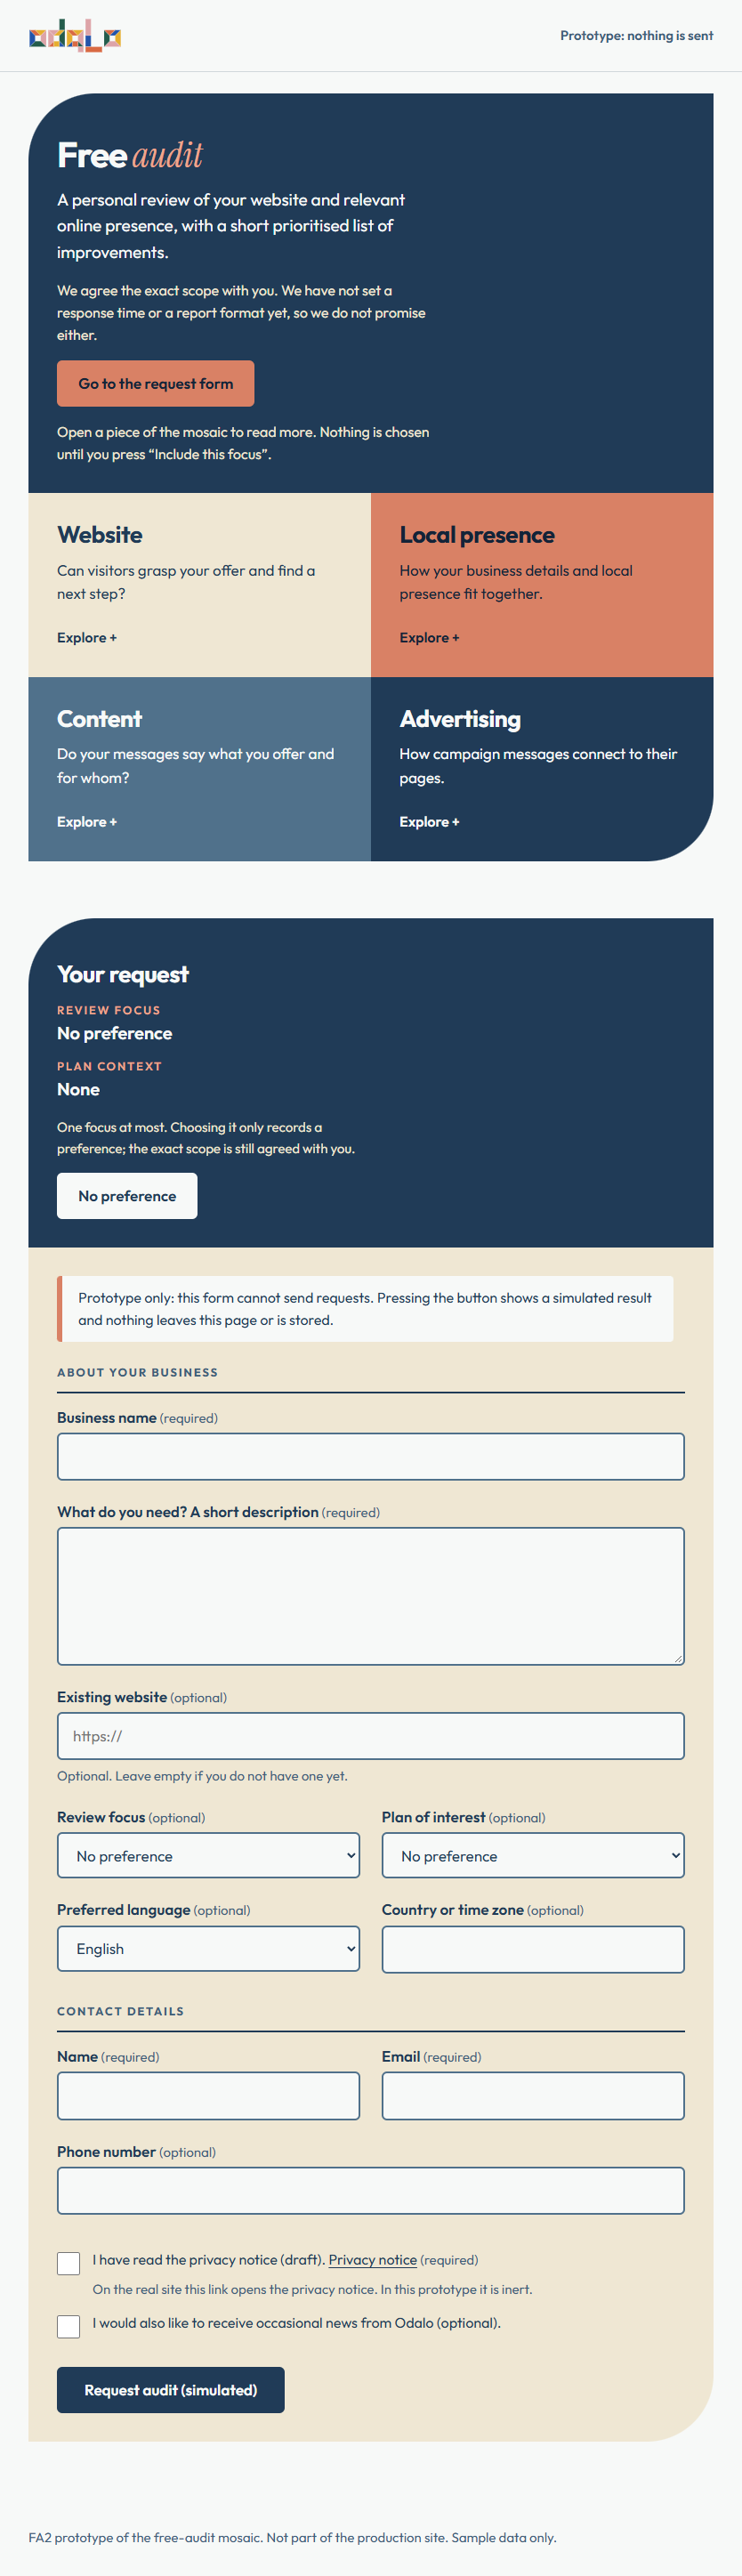 odalo
Prototype: nothing is sent
Free audit
A personal review of your website and relevant
online presence, with a short prioritised list of
improvements.
We agree the exact scope with you. We have not set a
response time or a report format yet, so we do not promise
either.
Go to the request form
Open a piece of the mosaic to read more. Nothing is chosen
until you press “Include this focus”.
Website
Can visitors grasp your offer and find a
next step?
Explore +
Local presence
How your business details and local
presence fit together.
Explore +
Content
Do your messages say what you offer and
for whom?
Explore +
Advertising
How campaign messages connect to their
pages.
Explore +
Your request
REVIEW FOCUS
No preference
PLAN CONTEXT
None
One focus at most. Choosing it only records a
preference; the exact scope is still agreed with you.
No preference
Prototype only: this form cannot send requests. Pressing the button shows a simulated result
and nothing leaves this page or is stored.
ABOUT YOUR BUSINESS
Business name (required)
What do you need? A short description (required)
Existing website (optional)
https://
Optional. Leave empty if you do not have one yet.
Review focus (optional)
No preference
Plan of interest (optional)
No preference
Preferred language (optional)
English
Country or time zone (optional)
CONTACT DETAILS
Name (required)
Email (required)
Phone number (optional)
I have read the privacy notice (draft). Privacy notice (required)
On the real site this link opens the privacy notice. In this prototype it is inert.
I would also like to receive occasional news from Odalo (optional).
Request audit (simulated)
FA2 prototype of the free-audit mosaic. Not part of the production site. Sample data only.